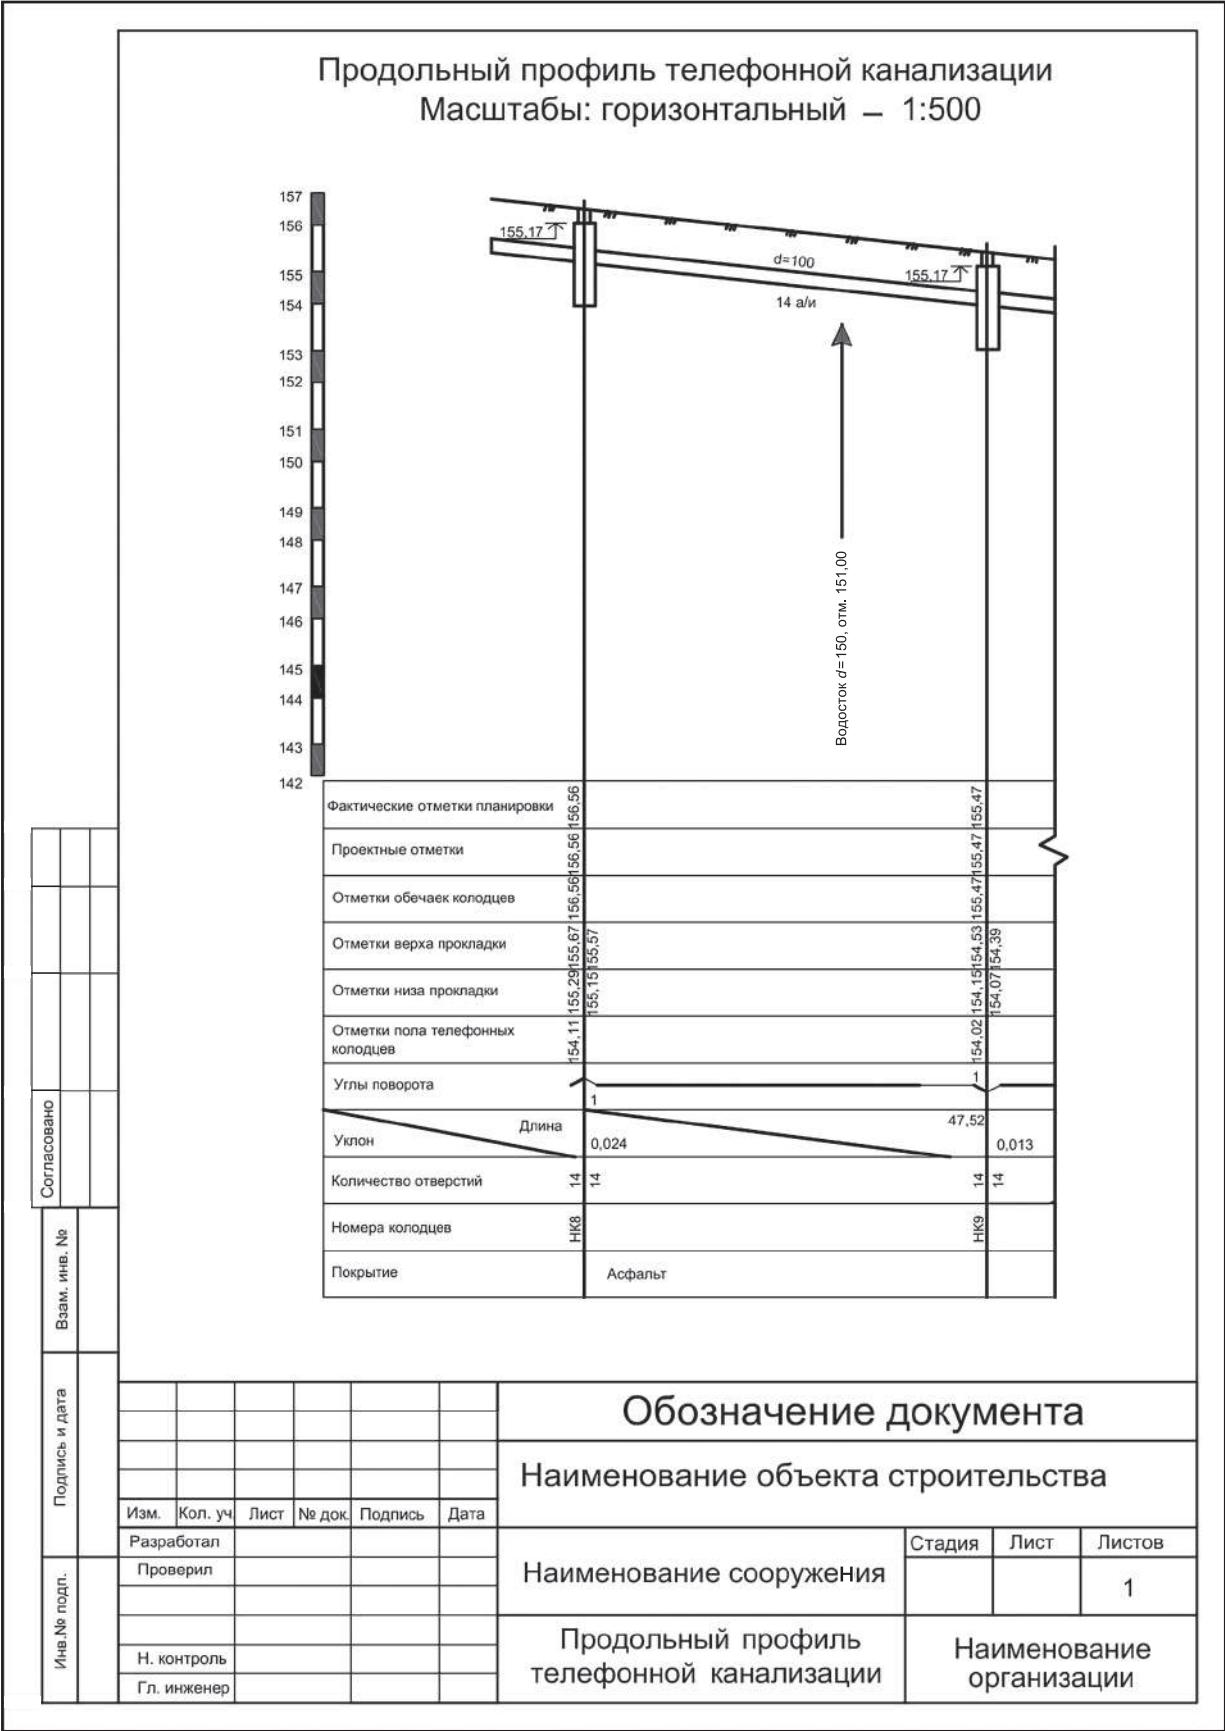 Продольный профиль телефонной канализации
Масштабы: горизонтальный – 1:500
157
156
155
154
153
152
151
150
149
148
147
146
145
144
143
142
155,17
d=100
155,17
14 а/и
Водосток d=150, отм. 151,00
Фактические отметки планировки 156,56 155,47
Проектные отметки 156,56 155,47
Отметки обечаек колодцев 156,56 155,47
Отметки верха прокладки 155,67 155,57 154,53 154,39
Отметки низа прокладки 155,29 155,15 154,15 154,07
Отметки пола телефонных
колодцев
154,11 154,02
Углы поворота 1 1
Длина 47,52
Уклон 0,024 0,013
Количество отверстий 14 14 14 14
Номера колодцев НК8 НК9
Покрытие Асфальт
Согласовано
Взам. инв. №
Подпись и дата
Инв.№ подп.
Обозначение документа
Наименование объекта строительства
Изм. Кол. уч. Лист № док. Подпись Дата
Разработал
Проверил
Н. контроль
Гл. инженер
Наименование сооружения
Стадия Лист Листов
1
Продольный профиль
телефонной канализации
Наименование
организации